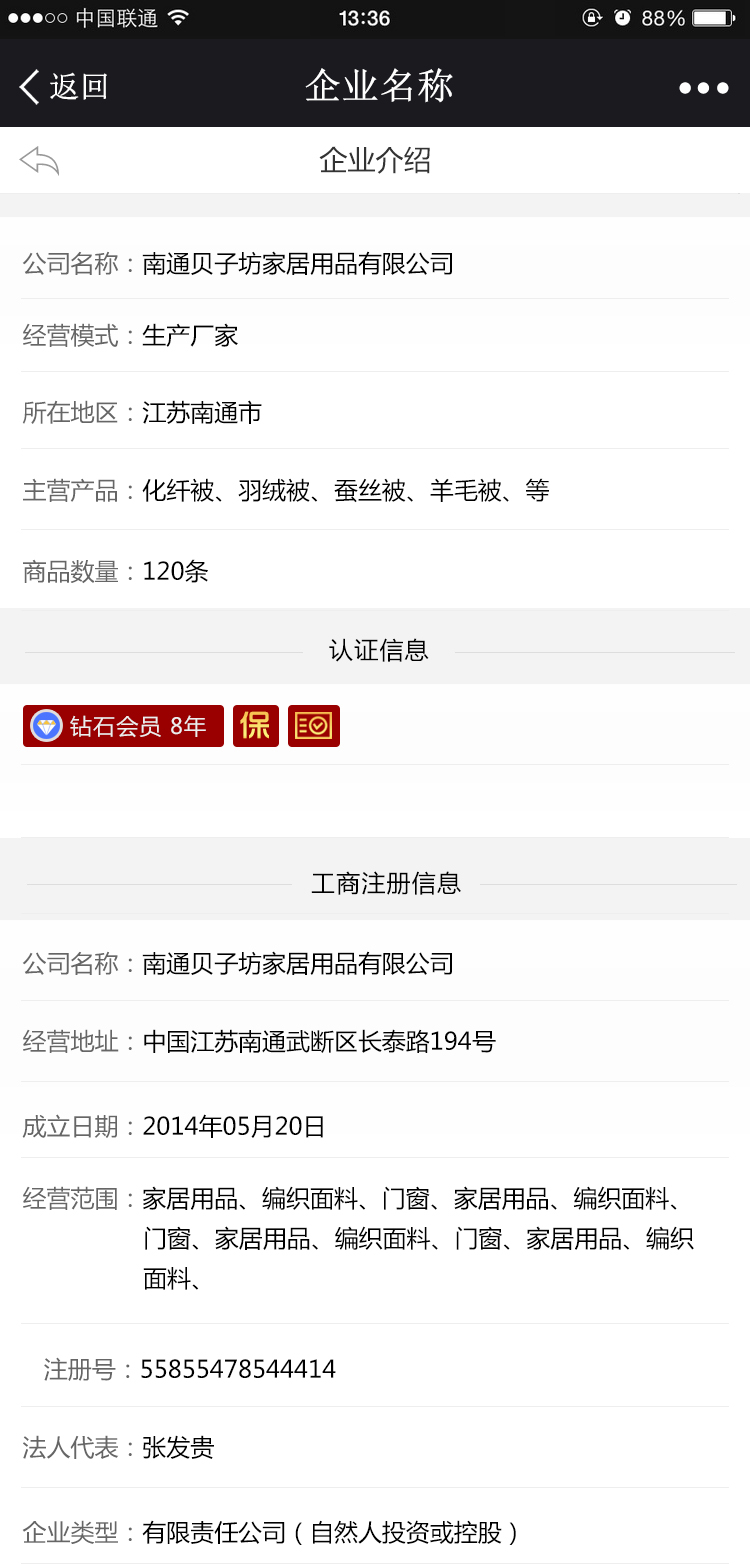 中国联通 13:36 88%
返回 企业名称
企业介绍
公司名称：南通贝子坊家居用品有限公司
经营模式：生产厂家
所在地区：江苏南通市
主营产品：化纤被、羽绒被、蚕丝被、羊毛被、等
商品数量：120条
认证信息
钻石会员 8年 保
工商注册信息
公司名称：南通贝子坊家居用品有限公司
经营地址：中国江苏南通武断区长泰路194号
成立日期：2014年05月20日
经营范围：家居用品、编织面料、门窗、家居用品、编织面料、
门窗、家居用品、编织面料、门窗、家居用品、编织
面料、
注册号：55855478544414
法人代表：张发贵
企业类型：有限责任公司（自然人投资或控股）